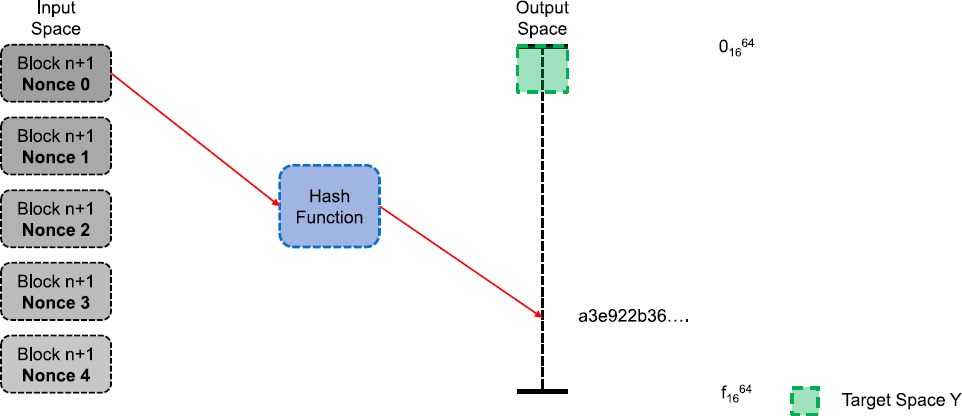 Input
Space
Block n+1
Nonce 0
Block n+1
Nonce 1
Block n+1
Nonce 2
Block n+1
Nonce 3
Block n+1
Nonce 4
Hash
Function
Output
Space
0₁₆⁶⁴
a3e922b36….
f₁₆⁶⁴
Target Space Y